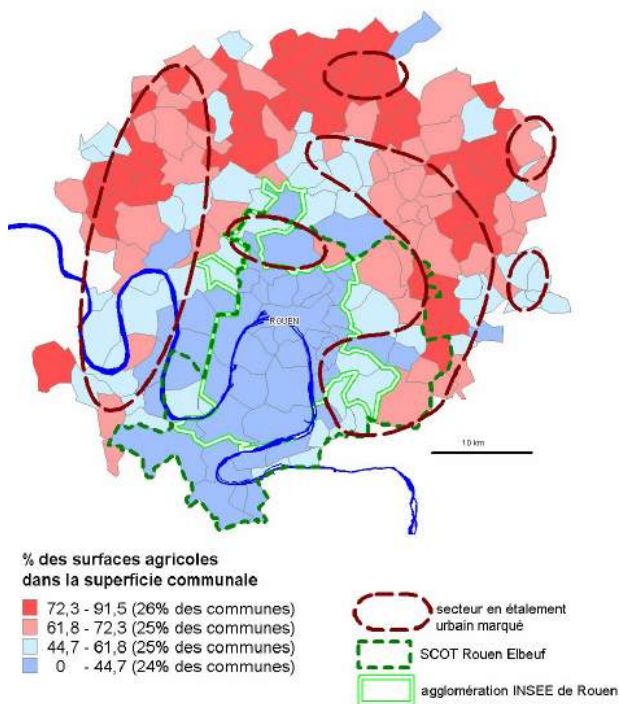 ROUEN
10 km
% des surfaces agricoles
dans la superficie communale
72,3 - 91,5 (26% des communes)
61,8 - 72,3 (25% des communes)
44,7 - 61,8 (25% des communes)
0 - 44,7 (24% des communes)
secteur en étalement
urbain marqué
SCOT Rouen Elbeuf
agglomération INSEE de Rouen